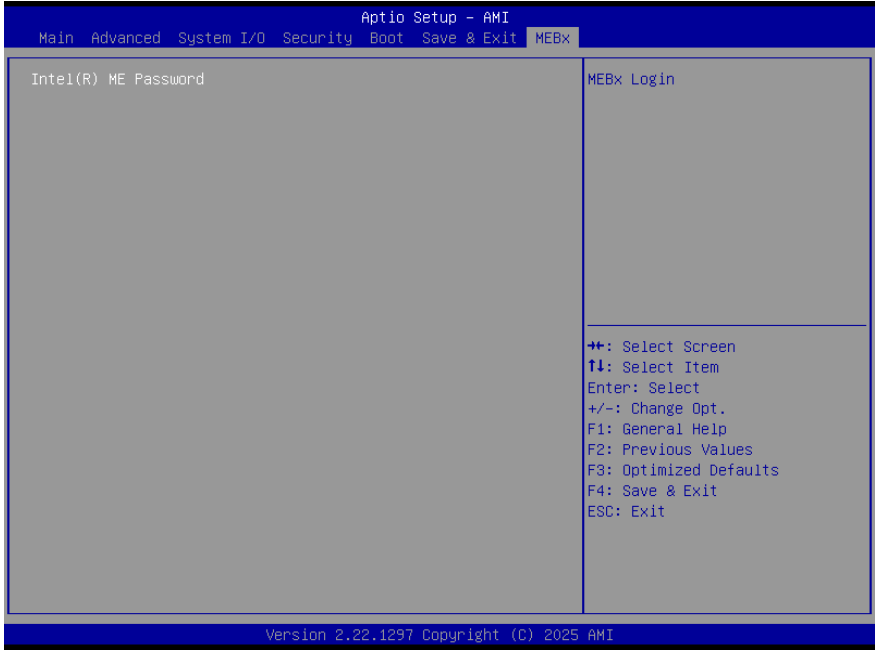 Aptio Setup – AMI
Main Advanced System I/O Security Boot Save & Exit MEBx
Intel(R) ME Password
MEBx Login
→←: Select Screen
↑↓: Select Item
Enter: Select
+/-: Change Opt.
F1: General Help
F2: Previous Values
F3: Optimized Defaults
F4: Save & Exit
ESC: Exit
Version 2.22.1297 Copyright (C) 2025 AMI